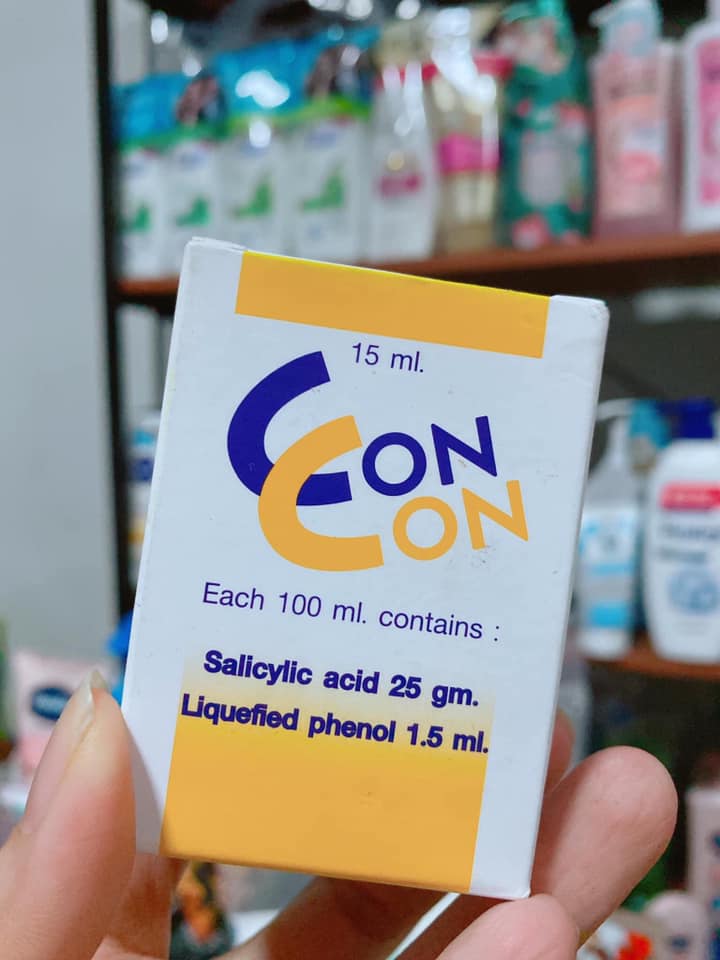 15 ml.
CON
CON
Each 100 ml. contains :
Salicylic acid 25 gm.
Liquefied phenol 1.5 ml.